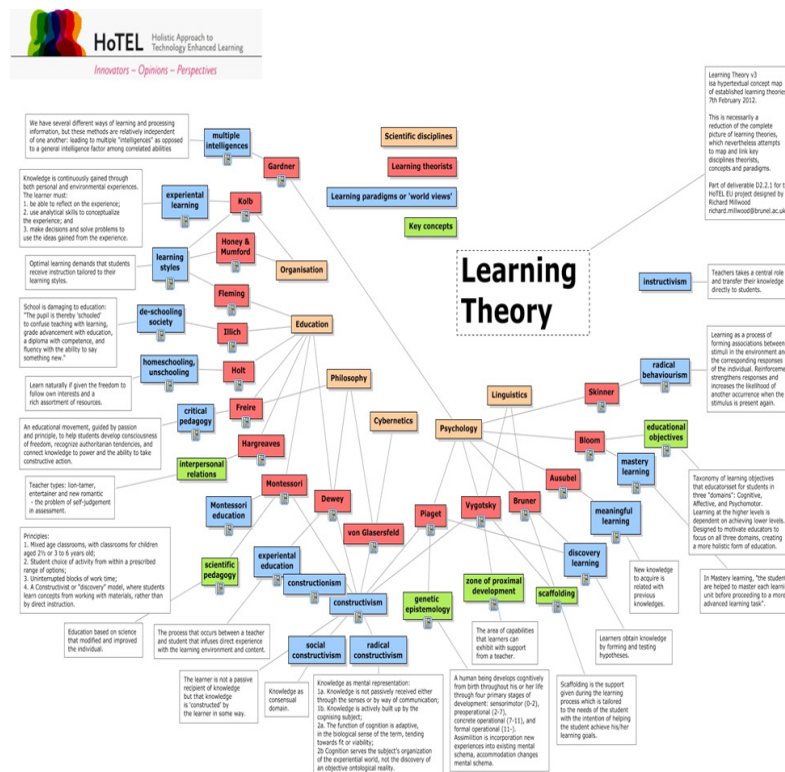 HoTEL
Holistic Approach to
Technology Enhanced Learning
Innovators – Opinions – Perspectives
Learning Theory v3
isa hypertextual concept map
of established learning theories
7th February 2012.
This is necessarily a
reduction of the complete
picture of learning theories,
which nevertheless attempts
to map and link key
disciplines theorists,
concepts and paradigms.
Part of deliverable D2.2.1 for t
HoTEL EU project designed by
Richard Millwood
richard.millwood@brunel.ac.uk
Scientific disciplines
Learning theorists
Learning paradigms or 'world views'
Key concepts
Learning
Theory
We have several different ways of learning and processing
information, but these methods are relatively independent
of one another: leading to multiple "intelligences" as opposed
to a general intelligence factor among correlated abilities
multiple
intelligences
Gardner
Knowledge is continuously gained through
both personal and environmental experiences.
The learner must:
1. be able to reflect on the experience;
2. use analytical skills to conceptualize
the experience; and
3. make decisions and solve problems to
use the ideas gained from the experience.
experiential
learning
Kolb
Optimal learning demands that students
receive instruction tailored to their
learning styles.
learning
styles
Honey &
Mumford
Organisation
Fleming
School is damaging to education:
"The pupil is thereby 'schooled'
to confuse teaching with learning,
grade advancement with education,
a diploma with competence, and
fluency with the ability to say
something new."
de-schooling
society
Illich
Education
homeschooling,
unschooling
Holt
Learn naturally if given the freedom to
follow own interests and a
rich assortment of resources.
Philosophy
critical
pedagogy
Freire
Cybernetics
An educational movement, guided by passion
and principle, to help students develop consciousness
of freedom, recognize authoritarian tendencies, and
connect knowledge to power and the ability to take
constructive action.
Hargreaves
interpersonal
relations
Teacher types: lion-tamer,
entertainer and new romantic
- the problem of self-judgement
in assessment.
Montessori
Montessori
education
Dewey
von Glasersfeld
Principles:
1. Mixed age classrooms, with classrooms for children
aged 2½ or 3 to 6 years old;
2. Student choice of activity from within a prescribed
range of options;
3. Uninterrupted blocks of work time;
4. A Constructivist or "discovery" model, where students
learn concepts from working with materials, rather than
by direct instruction.
scientific
pedagogy
Education based on science
that modified and improved
the individual.
experiential
education
The process that occurs between a
teacher and student that infuses direct experience
with the learning environment and content.
constructionism
constructivism
The learner is not a passive
recipient of knowledge
but that knowledge
is 'constructed' by
the learner in some way.
social
constructivism
Knowledge as
consensual
domain.
radical
constructivism
Knowledge as mental representation:
1a. Knowledge is not passively received either
through the senses or by way of communication;
1b. Knowledge is actively built up by the
cognising subject;
2a. The function of cognition is adaptive,
in the biological sense of the term, tending
towards fit or viability;
2b Cognition serves the subject's organization
of the experiential world, not the discovery of
an objective ontological reality.
instructivism
Teachers takes a central role
and transfer their knowledge
directly to students.
Learning as a process of
forming associations between
stimuli in the environment and
the corresponding responses
of the individual. Reinforceme
strengthens responses and
increases the likelihood of
another occurrence when the
stimulus is present again.
radical
behaviourism
Skinner
Linguistics
Psychology
Bloom
educational
objectives
mastery
learning
Taxonomy of learning objectives
that educatorsset for students in
three "domains": Cognitive,
Affective, and Psychomotor.
Learning at the higher levels is
dependent on achieving lower levels.
Designed to motivate educators to
focus on all three domains, creating
a more holistic form of education.
In Mastery learning, "the students
are helped to master each learning
unit before proceeding to a more
advanced learning task".
Ausubel
meaningful
learning
New knowledge
to acquire is
related with
previous
knowledges.
Piaget
Vygotsky
Bruner
discovery
learning
Learners obtain knowledge
by forming and testing
hypotheses.
genetic
epistemology
zone of proximal
development
scaffolding
The area of capabilities
that learners can
exhibit with support
from a teacher.
A human being develops cognitively
from birth throughout his or her life
through four primary stages of
development: sensorimotor (0-2),
preoperational (2-7),
concrete operational (7-11), and
formal operational (11-).
Assimilition is incorporation new
experiences into existing mental
schema, accommodation changes
mental schema.
Scaffolding is the support
given during the learning
process which is tailored
to the needs of the student
with the intention of helping
the student achieve his/her
learning goals.